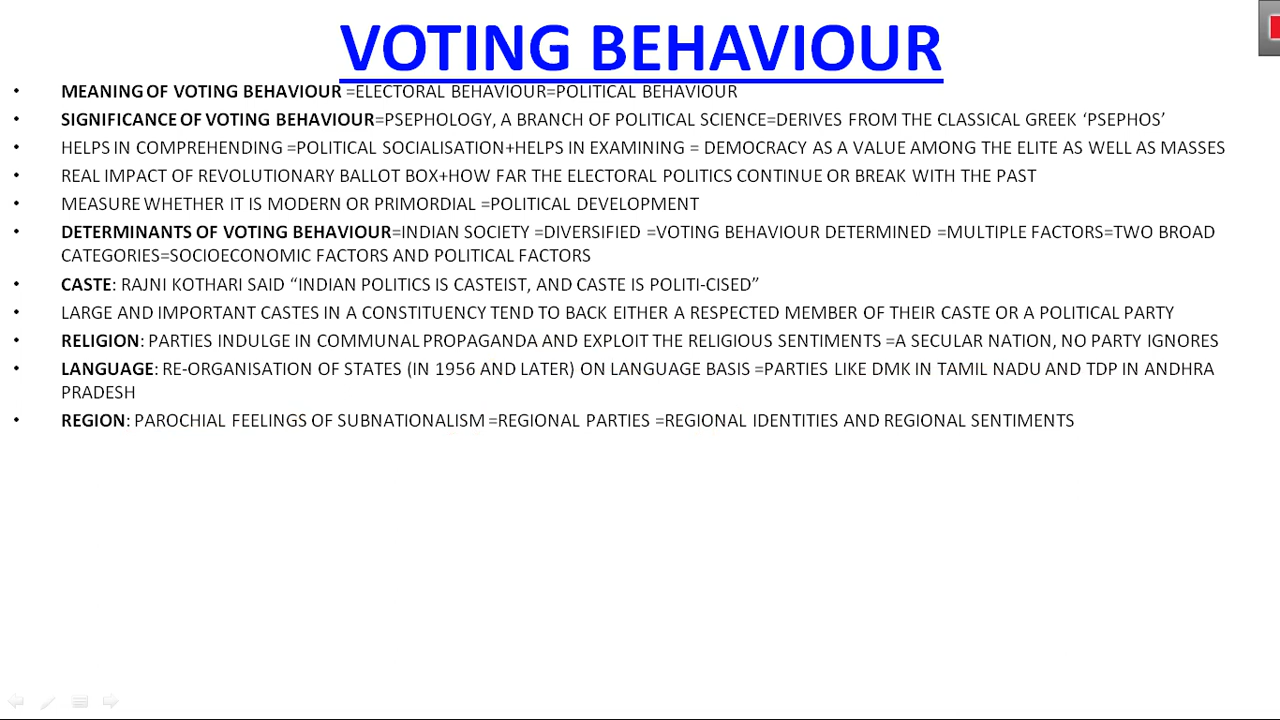 VOTING BEHAVIOUR
• MEANING OF VOTING BEHAVIOUR =ELECTORAL BEHAVIOUR=POLITICAL BEHAVIOUR
• SIGNIFICANCE OF VOTING BEHAVIOUR=PSEPHOLOGY, A BRANCH OF POLITICAL SCIENCE=DERIVES FROM THE CLASSICAL GREEK ‘PSEPHOS’
• HELPS IN COMPREHENDING =POLITICAL SOCIALISATION+HELPS IN EXAMINING = DEMOCRACY AS A VALUE AMONG THE ELITE AS WELL AS MASSES
• REAL IMPACT OF REVOLUTIONARY BALLOT BOX+HOW FAR THE ELECTORAL POLITICS CONTINUE OR BREAK WITH THE PAST
• MEASURE WHETHER IT IS MODERN OR PRIMORDIAL =POLITICAL DEVELOPMENT
• DETERMINANTS OF VOTING BEHAVIOUR=INDIAN SOCIETY =DIVERSIFIED =VOTING BEHAVIOUR DETERMINED =MULTIPLE FACTORS=TWO BROAD
CATEGORIES=SOCIOECONOMIC FACTORS AND POLITICAL FACTORS
• CASTE: RAJNI KOTHARI SAID “INDIAN POLITICS IS CASTEIST, AND CASTE IS POLITI-CISED”
• LARGE AND IMPORTANT CASTES IN A CONSTITUENCY TEND TO BACK EITHER A RESPECTED MEMBER OF THEIR CASTE OR A POLITICAL PARTY
• RELIGION: PARTIES INDULGE IN COMMUNAL PROPAGANDA AND EXPLOIT THE RELIGIOUS SENTIMENTS =A SECULAR NATION, NO PARTY IGNORES
• LANGUAGE: RE-ORGANISATION OF STATES (IN 1956 AND LATER) ON LANGUAGE BASIS =PARTIES LIKE DMK IN TAMIL NADU AND TDP IN ANDHRA
PRADESH
• REGION: PAROCHIAL FEELINGS OF SUBNATIONALISM =REGIONAL PARTIES =REGIONAL IDENTITIES AND REGIONAL SENTIMENTS